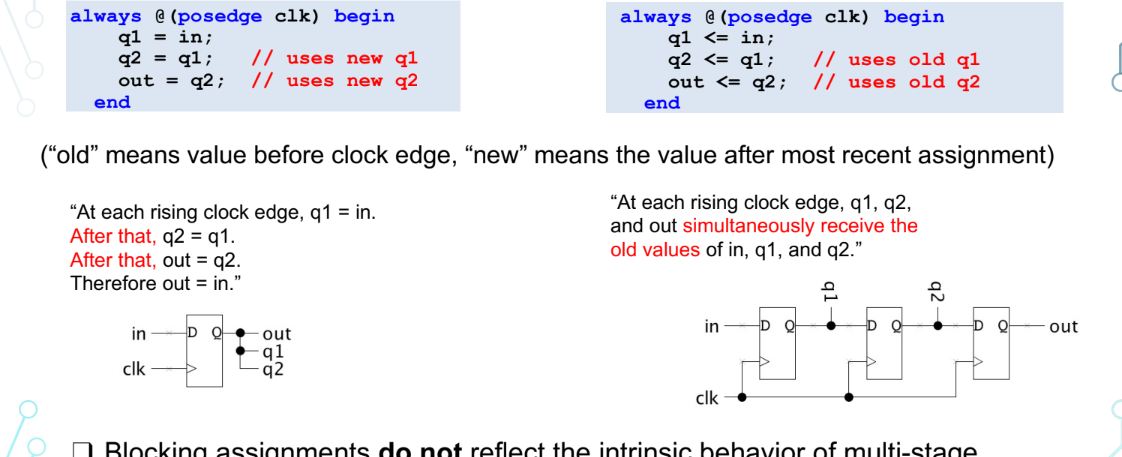 always @(posedge clk) begin
q1 = in;
q2 = q1; // uses new q1
out = q2; // uses new q2
end
always @(posedge clk) begin
q1 <= in;
q2 <= q1; // uses old q1
out <= q2; // uses old q2
end
(“old” means value before clock edge, “new” means the value after most recent assignment)
“At each rising clock edge, q1 = in.
After that, q2 = q1.
After that, out = q2.
Therefore out = in.”
“At each rising clock edge, q1, q2,
and out simultaneously receive the
old values of in, q1, and q2.”
in D Q out
q1
clk q2
q1 q2
in D Q D Q D Q out
clk
❑ Blocking assignments do not reflect the intrinsic behavior of multi-stage